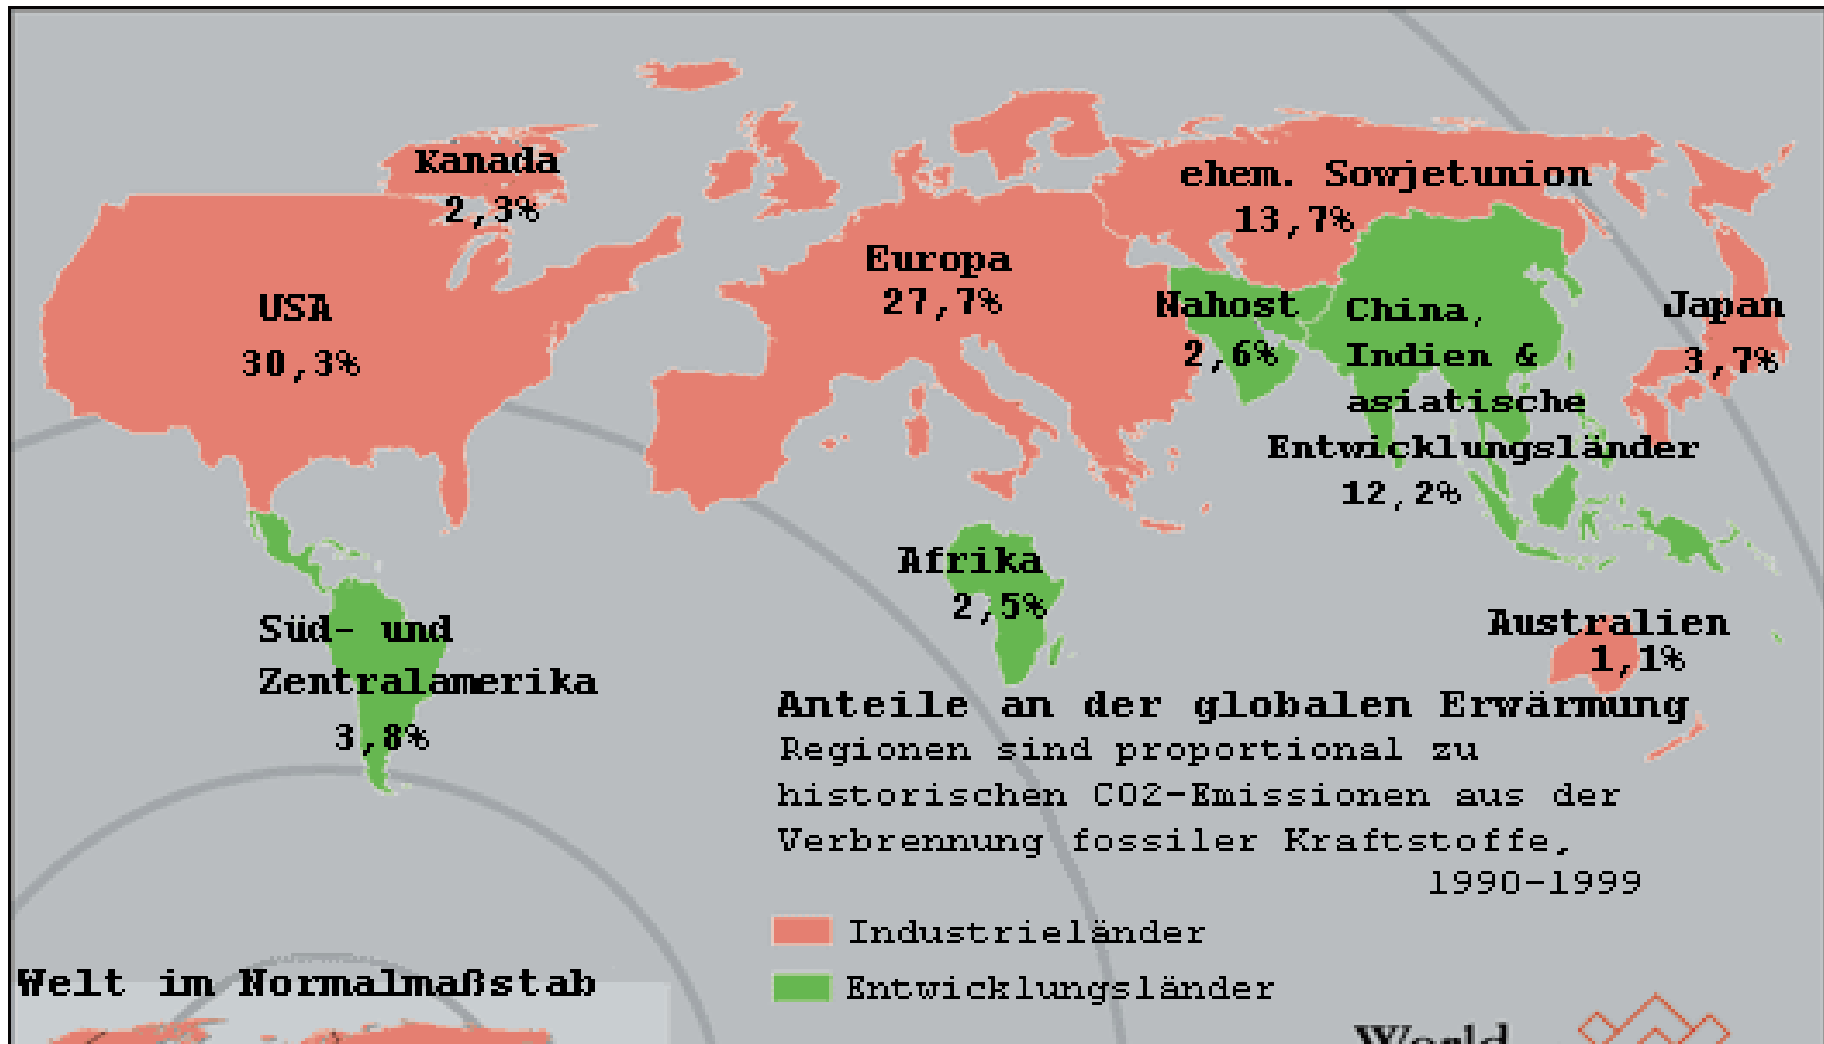 Kanada
2,3%
ehem. Sowjetunion
13,7%
Europa
27,7%
USA
30,3%
Nahost
2,6%
China,
Indien &
asiatische
Entwicklungsländer
12,2%
Japan
3,7%
Afrika
2,5%
Süd- und
Zentralamerika
3,8%
Australien
1,1%
Anteile an der globalen Erwärmung
Regionen sind proportional zu
historischen CO2-Emissionen aus der
Verbrennung fossiler Kraftstoffe,
1990-1999
Industrieländer
Entwicklungsländer
Welt im Normalmaßstab
World